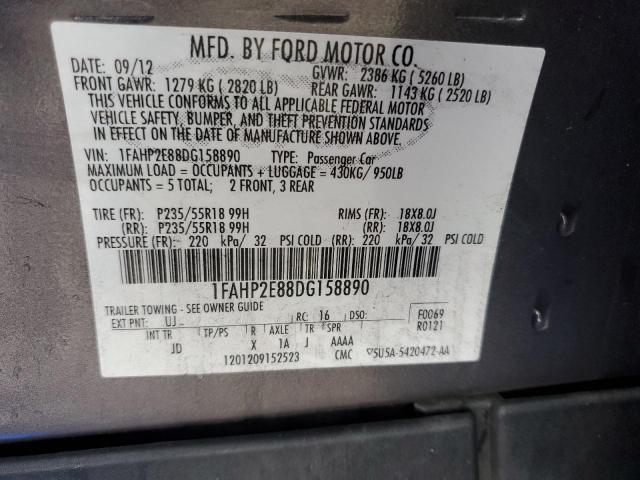 MFD. BY FORD MOTOR CO.
DATE: 09/12 GVWR: 2386 KG ( 5260 LB)
FRONT GAWR: 1279 KG ( 2820 LB) REAR GAWR: 1143 KG ( 2520 LB)
THIS VEHICLE CONFORMS TO ALL APPLICABLE FEDERAL MOTOR
VEHICLE SAFETY, BUMPER, AND THEFT PREVENTION STANDARDS
IN EFFECT ON THE DATE OF MANUFACTURE SHOWN ABOVE.
VIN: 1FAHP2E88DG158890 TYPE: Passenger Car
MAXIMUM LOAD = OCCUPANTS + LUGGAGE = 430KG/ 950LB
OCCUPANTS = 5 TOTAL; 2 FRONT, 3 REAR
TIRE (FR): P235/55R18 99H RIMS (FR): 18X8.0J
(RR): P235/55R18 99H (RR): 18X8.0J
PRESSURE (FR): 220 kPa/ 32 PSI COLD (RR): 220 kPa/ 32 PSI COLD
1FAHP2E88DG158890
TRAILER TOWING - SEE OWNER GUIDE
EXT PNT: UJ RC: 16 DSO: F0069
INT TR TP/PS R AXLE TR SPR R0121
JD X 1A J AAAA
1201209152523 CMC 5U5A-5420472-AA